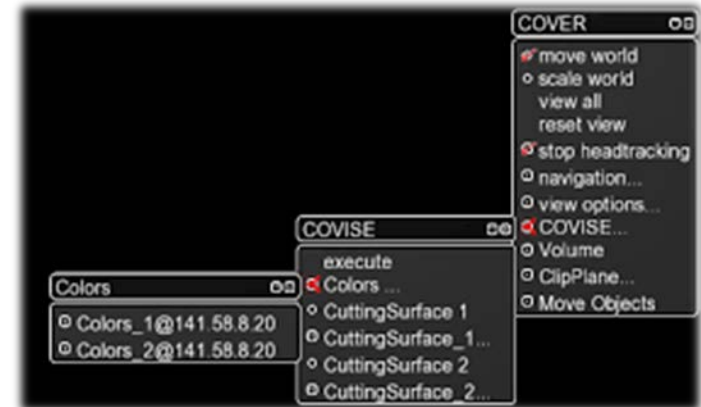 COVER
move world
scale world
view all
reset view
stop headtracking
navigation...
view options...
COVISE...
Volume
ClipPlane...
Move Objects
COVISE
execute
Colors ...
CuttingSurface 1
CuttingSurface_1...
CuttingSurface 2
CuttingSurface_2...
Colors
Colors_1@141.58.8.20
Colors_2@141.58.8.20